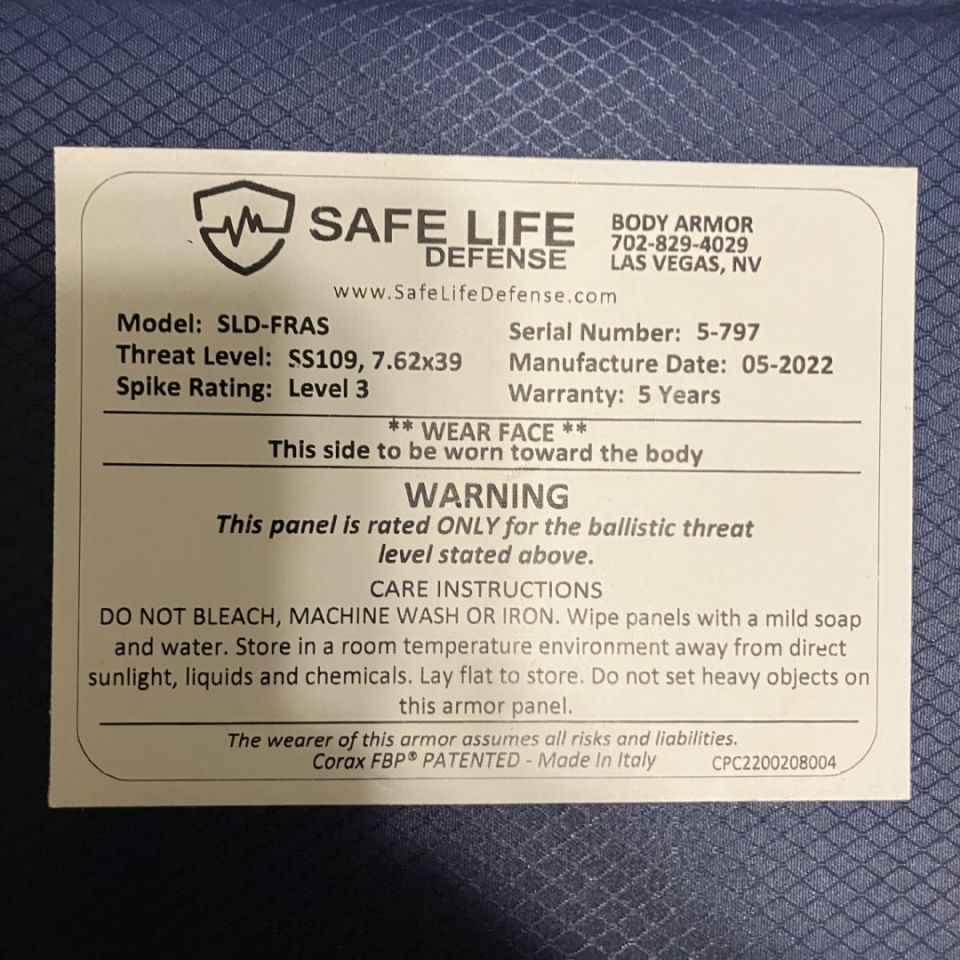 SAFE LIFE
DEFENSE
BODY ARMOR
702-829-4029
LAS VEGAS, NV
www.SafeLifeDefense.com
Model: SLD-FRAS
Threat Level: SS109, 7.62x39
Spike Rating: Level 3
Serial Number: 5-797
Manufacture Date: 05-2022
Warranty: 5 Years
** WEAR FACE **
This side to be worn toward the body
WARNING
This panel is rated ONLY for the ballistic threat
level stated above.
CARE INSTRUCTIONS
DO NOT BLEACH, MACHINE WASH OR IRON. Wipe panels with a mild soap
and water. Store in a room temperature environment away from direct
sunlight, liquids and chemicals. Lay flat to store. Do not set heavy objects on
this armor panel.
The wearer of this armor assumes all risks and liabilities.
Corax FBP® PATENTED - Made In Italy
CPC2200208004